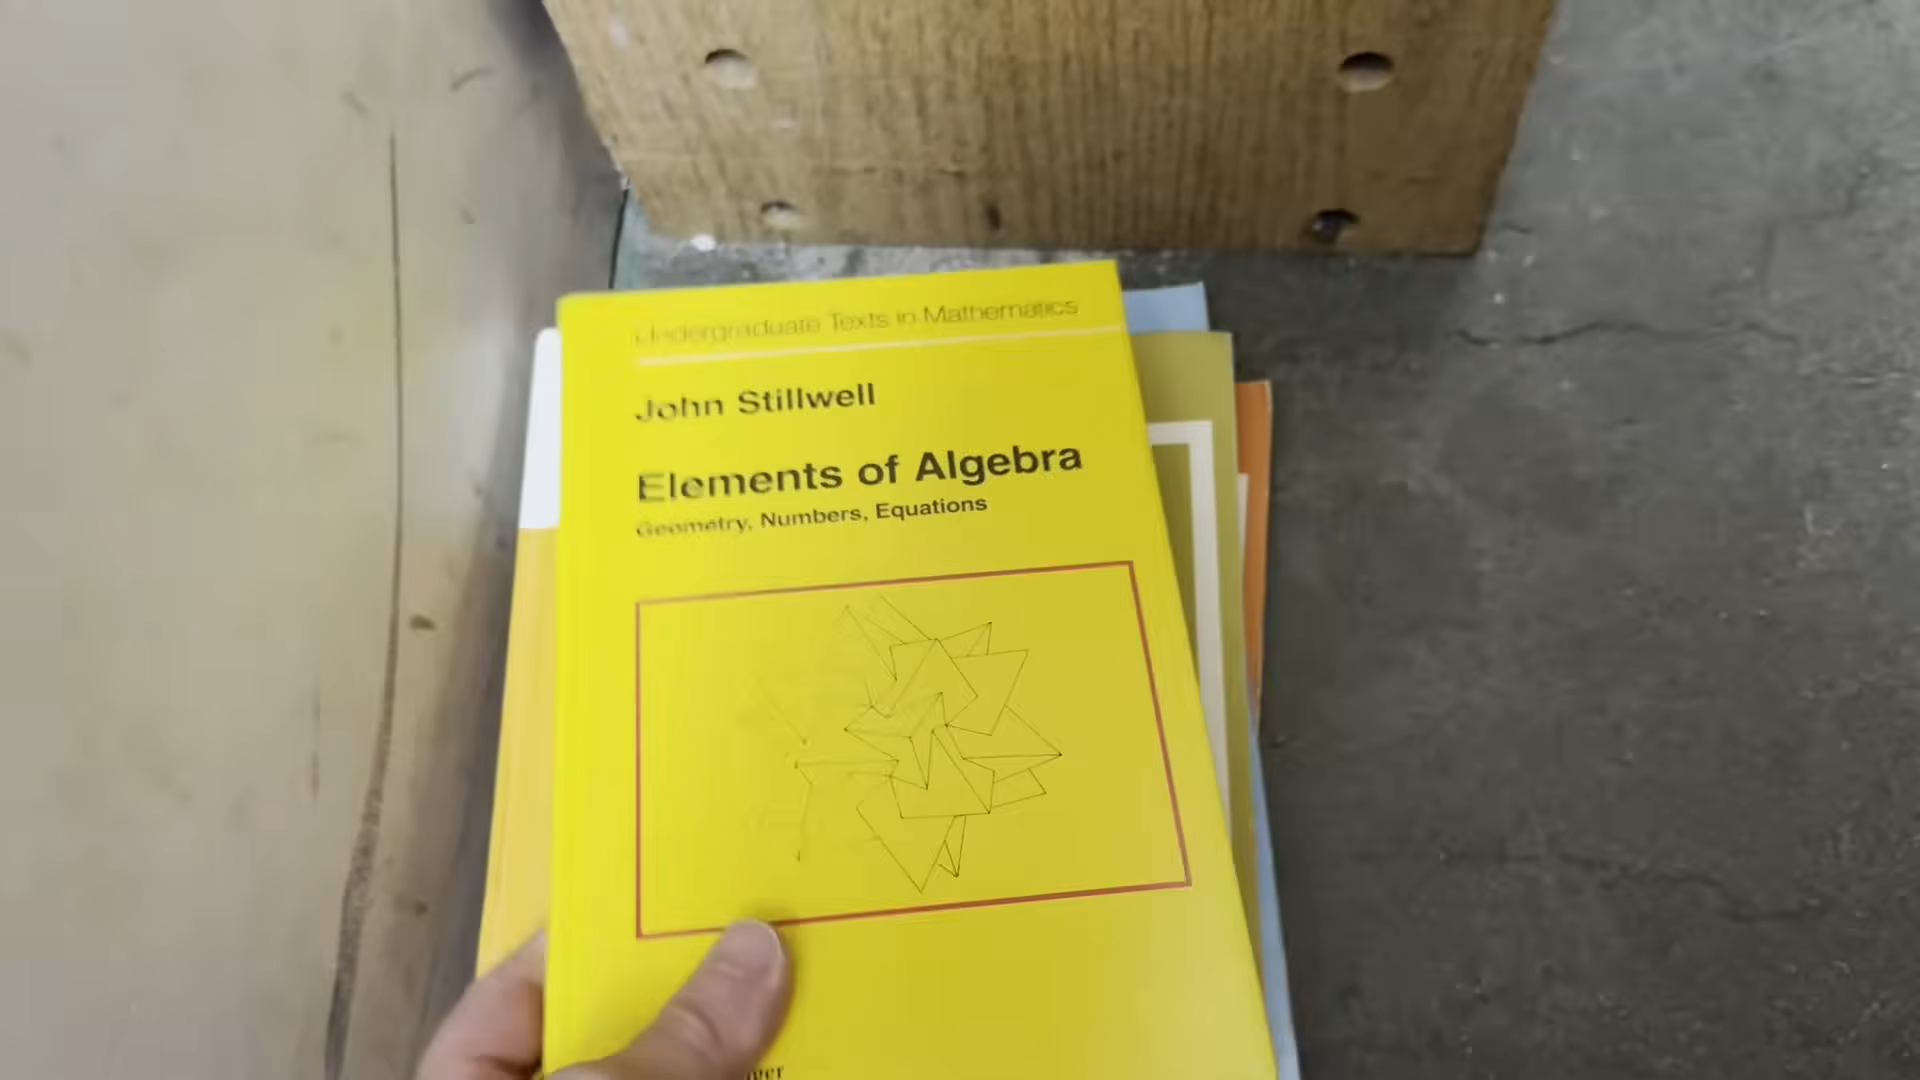 Undergraduate Texts in Mathematics
John Stillwell
Elements of Algebra
Geometry, Numbers, Equations